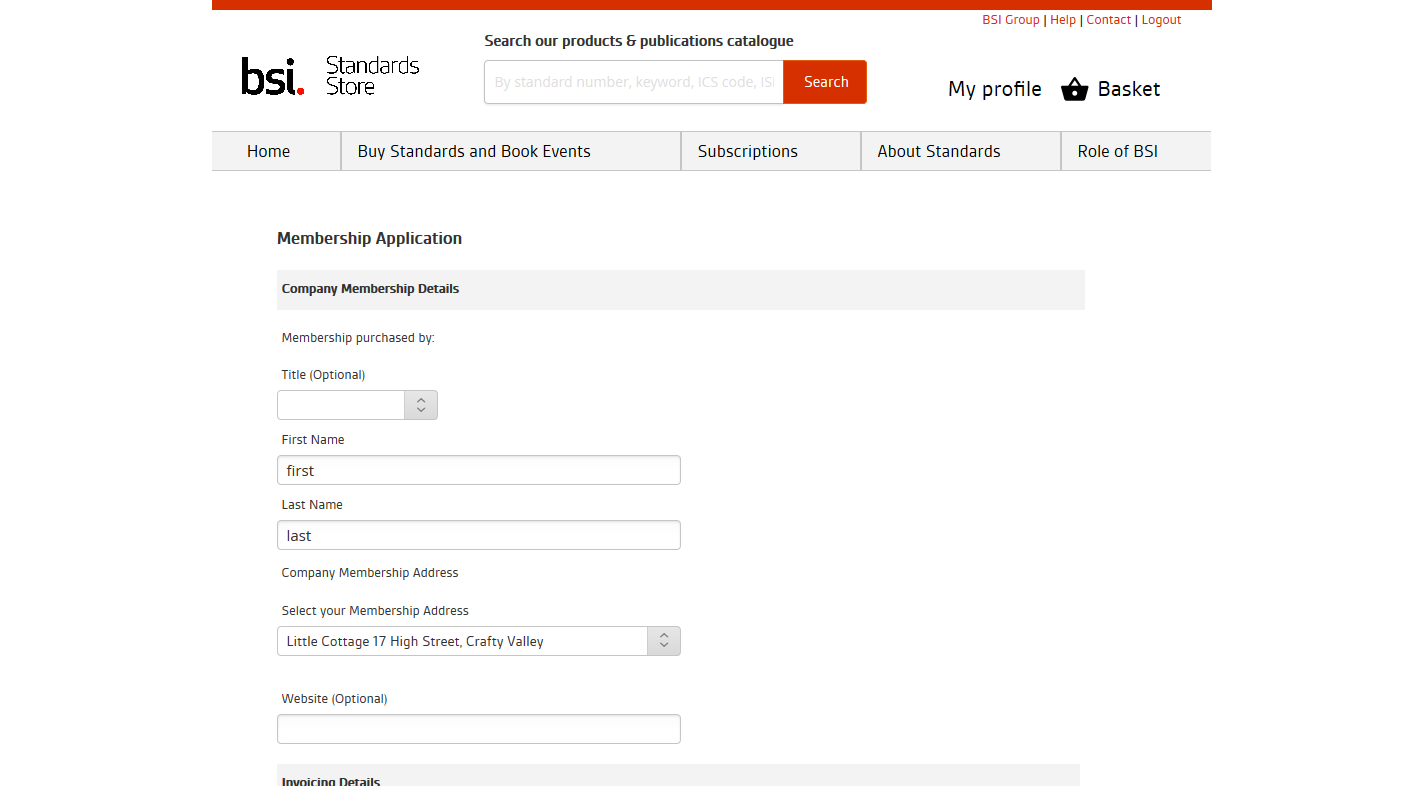 BSI Group | Help | Contact | Logout
Search our products & publications catalogue
bsi. Standards Store
By standard number, keyword, ICS code, ISI
Search
My profile
Basket
Home
Buy Standards and Book Events
Subscriptions
About Standards
Role of BSI
Membership Application
Company Membership Details
Membership purchased by:
Title (Optional)
First Name
first
Last Name
last
Company Membership Address
Select your Membership Address
Little Cottage 17 High Street, Crafty Valley
Website (Optional)
Invoicing Details